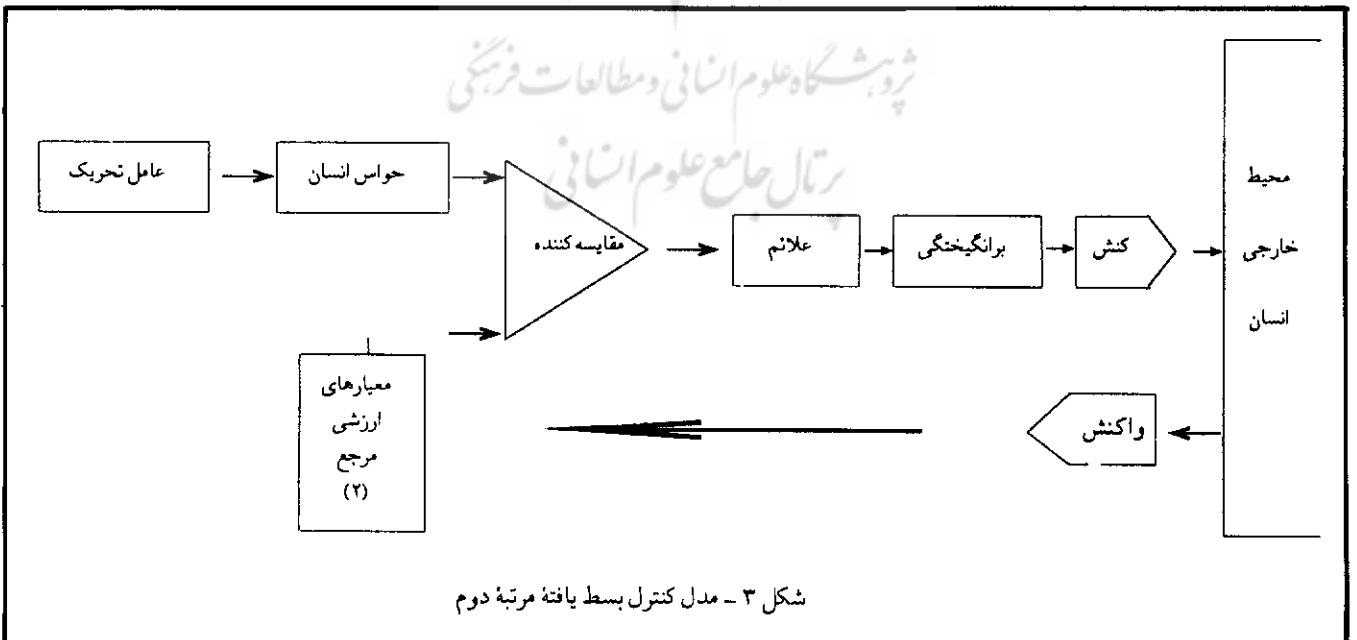 پژوهشگاه علوم انسانی و مطالعات فرهنگی
پرتال جامع علوم انسانی
عامل تحریک
حواس انسان
مقایسه کننده
علائم
برانگیختگی
کنش
محیط
خارجی
انسان
واکنش
معیارهای
ارزشی
مرجع
(۲)
شکل ۳ ــ مدل کنترل بسط یافتهٔ مرتبهٔ دوم